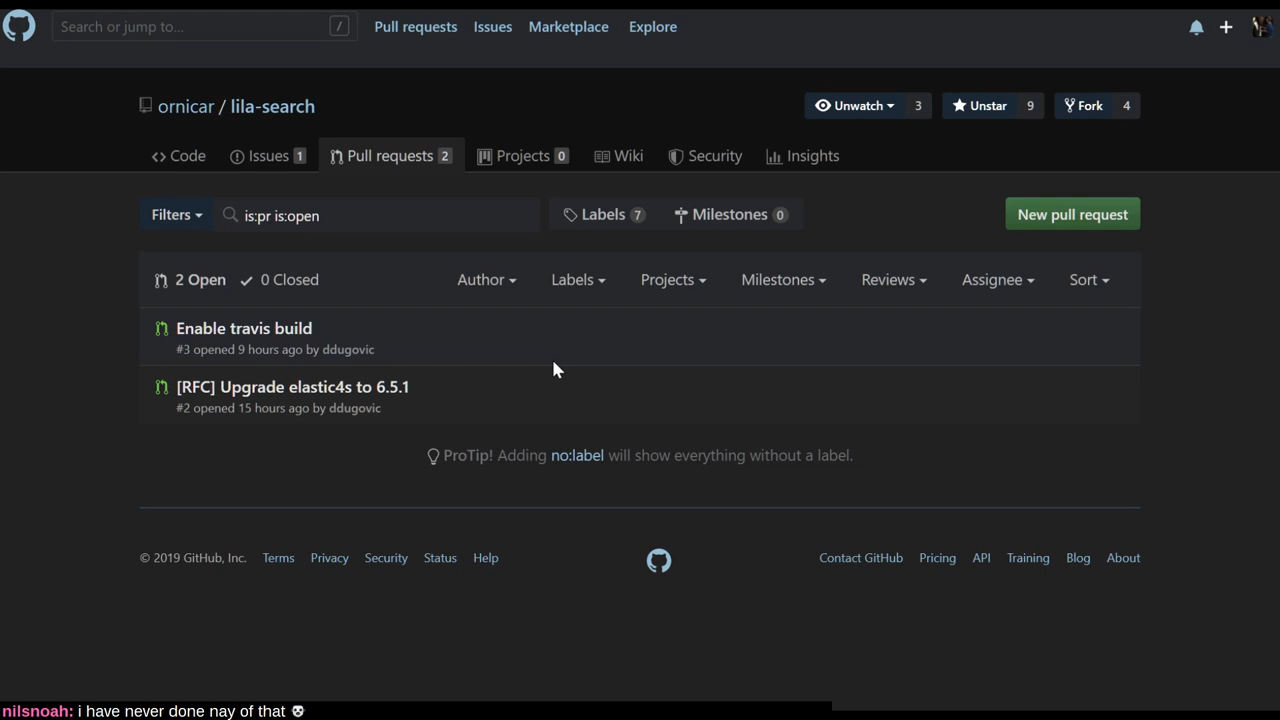 Search or jump to... /
Pull requests Issues Marketplace Explore
ornicar / lila-search
Unwatch 3 Unstar 9 Fork 4
Code Issues 1 Pull requests 2 Projects 0 Wiki Security Insights
Filters is:pr is:open Labels 7 Milestones 0 New pull request
2 Open 0 Closed Author Labels Projects Milestones Reviews Assignee Sort
Enable travis build
#3 opened 9 hours ago by ddugovic
[RFC] Upgrade elastic4s to 6.5.1
#2 opened 15 hours ago by ddugovic
ProTip! Adding no:label will show everything without a label.
© 2019 GitHub, Inc. Terms Privacy Security Status Help Contact GitHub Pricing API Training Blog About
nilsnoah: i have never done nay of that 💀